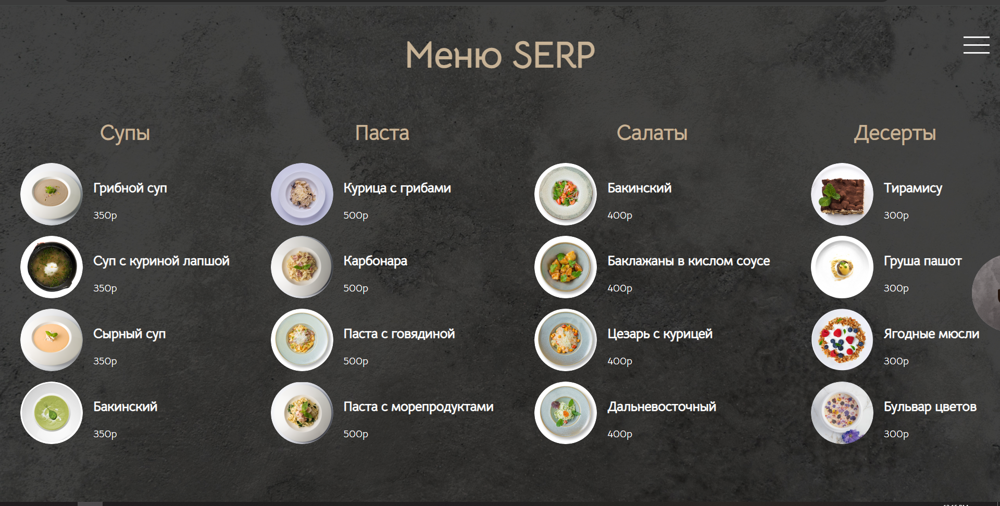 Меню SERP
Супы
Грибной суп
350р
Суп с куриной лапшой
350р
Сырный суп
350р
Бакинский
350р
Паста
Курица с грибами
500р
Карбонара
500р
Паста с говядиной
500р
Паста с морепродуктами
500р
Салаты
Бакинский
400р
Баклажаны в кислом соусе
400р
Цезарь с курицей
400р
Дальневосточный
400р
Десерты
Тирамису
300р
Груша пашот
300р
Ягодные мюсли
300р
Бульвар цветов
300р